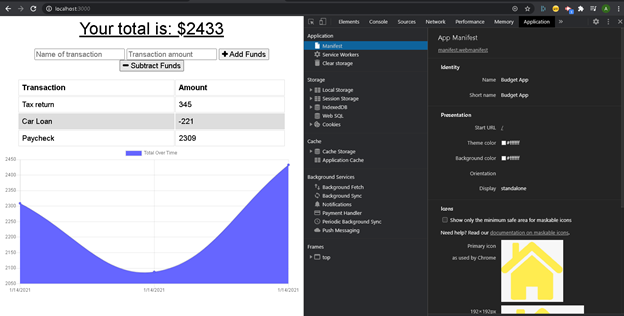 localhost:3000
Your total is: $2433
Name of transaction Transaction amount + Add Funds
− Subtract Funds
Transaction Amount
Tax return 345
Car Loan -221
Paycheck 2309
Total Over Time
2450
2400
2350
2300
2250
2200
2150
2100
2050
2000
1/14/2021 1/14/2021 1/14/2021
Elements Console Sources Network Performance Memory Application »
Application
Manifest
Service Workers
Clear storage
Storage
Local Storage
Session Storage
IndexedDB
Web SQL
Cookies
Cache
Cache Storage
Application Cache
Background Services
Background Fetch
Background Sync
Notifications
Payment Handler
Periodic Background Sync
Push Messaging
Frames
top
App Manifest
manifest.webmanifest
Identity
Name Budget App
Short name Budget App
Presentation
Start URL /
Theme color #ffffff
Background color #ffffff
Orientation
Display standalone
Icons
Show only the minimum safe area for maskable icons
Need help? Read our documentation on maskable icons.
Primary icon
as used by Chrome
192×192px